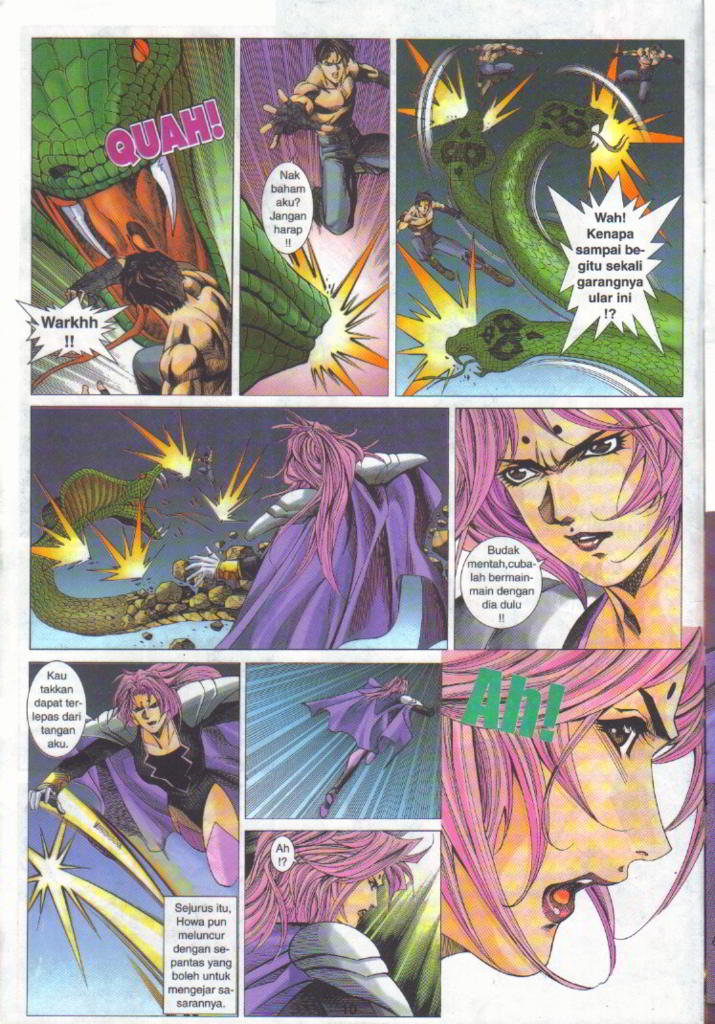 QUAH!
Warkhh
!!
Nak
baham
aku?
Jangan
harap
!!
Wah!
Kenapa
sampai be-
gitu sekali
garangnya
ular ini
!?
Budak
mentah,cuba-
lah bermain-
main dengan
dia dulu
!!
Kau
takkan
dapat ter-
lepas dari
tangan
aku.
Sejurus itu,
Howa pun
meluncur
dengan se-
pantas yang
boleh untuk
mengejar sa-
sarannya.
Ah
!?
Ah!
10